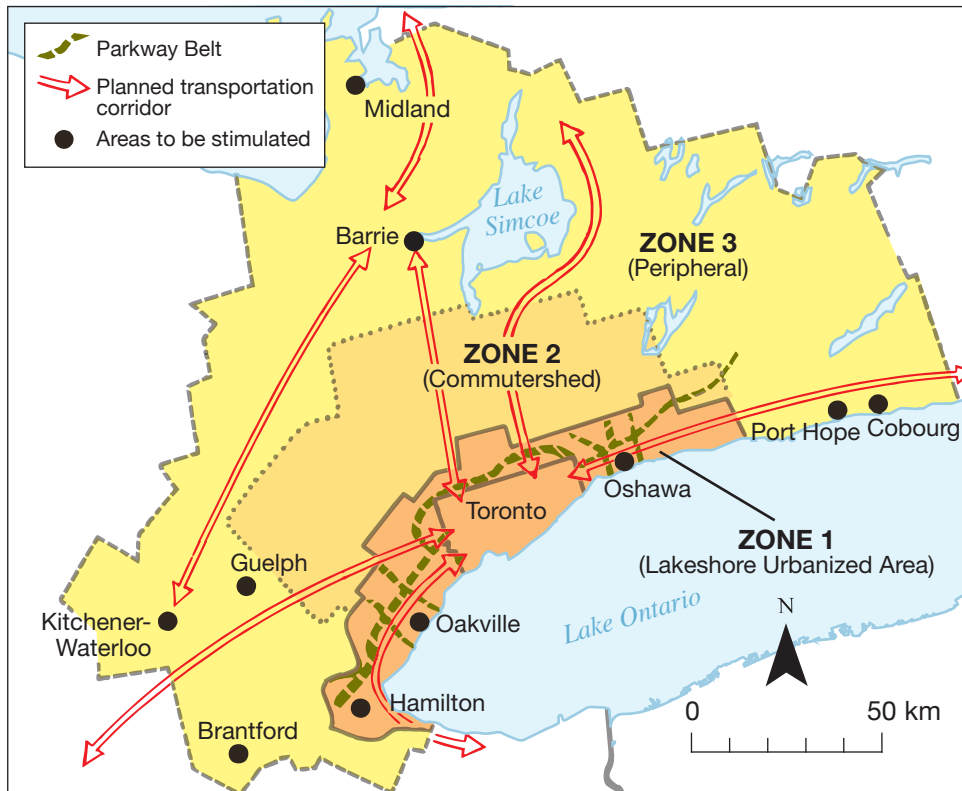 Parkway Belt
Planned transportation
corridor
Areas to be stimulated
Midland
Lake
Simcoe
Barrie
ZONE 3
(Peripheral)
ZONE 2
(Commutershed)
Port Hope
Cobourg
Oshawa
Toronto
ZONE 1
(Lakeshore Urbanized Area)
Guelph
Kitchener-
Waterloo
Oakville
Lake Ontario
N
Hamilton
Brantford
0
50 km